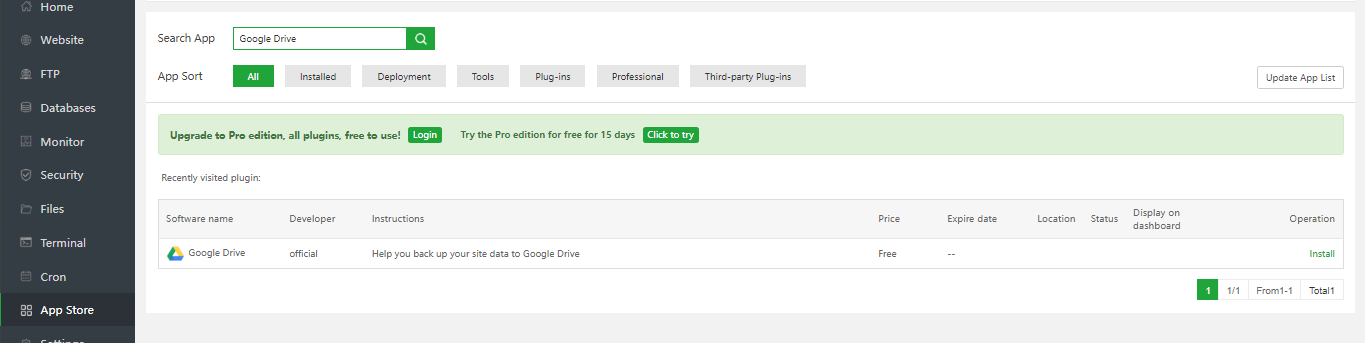 Home
Website
FTP
Databases
Monitor
Security
Files
Terminal
Cron
App Store
Settings
Search App Google Drive
App Sort All Installed Deployment Tools Plug-ins Professional Third-party Plug-ins Update App List
Upgrade to Pro edition, all plugins, free to use! Login Try the Pro edition for free for 15 days Click to try
Recently visited plugin:
Software name Developer Instructions Price Expire date Location Status Display on dashboard Operation
Google Drive official Help you back up your site data to Google Drive Free -- Install
1 1/1 From1-1 Total1